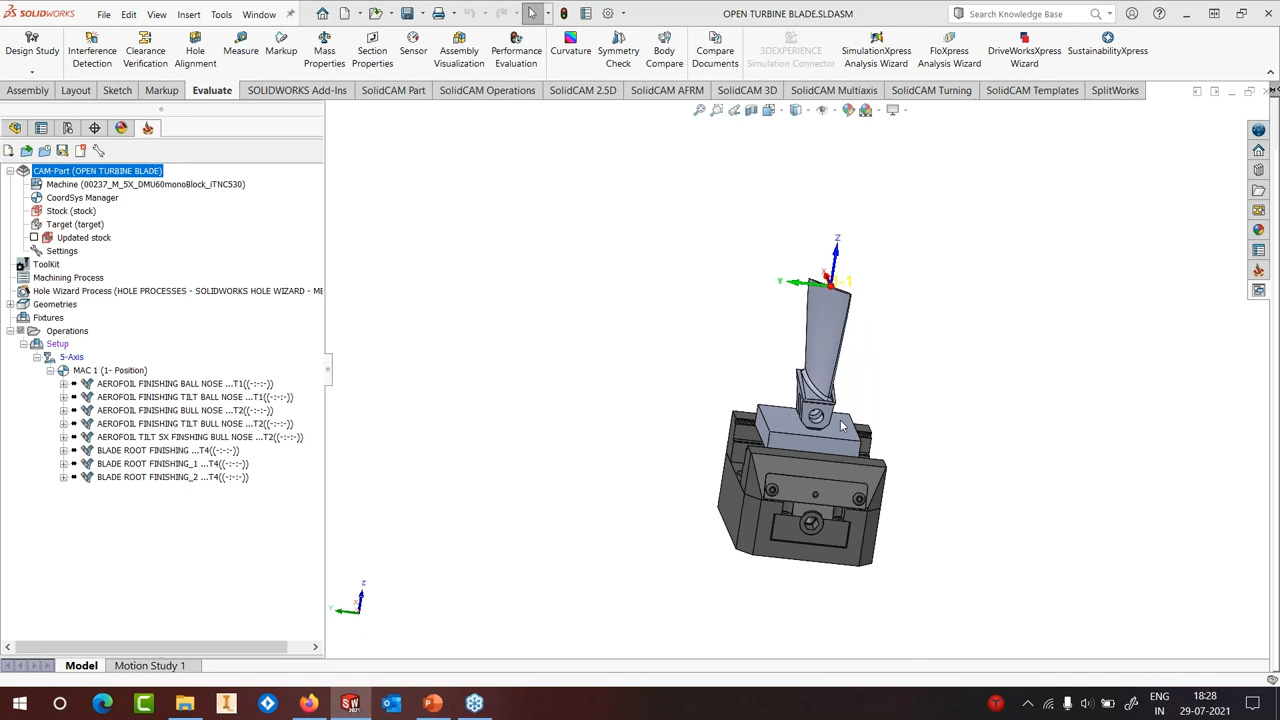 SOLIDWORKS File Edit View Insert Tools Window OPEN TURBINE BLADE.SLDASM Search Knowledge Base
Design Study Interference Detection Clearance Verification Hole Alignment Measure Markup Mass Properties Section Properties Sensor Assembly Visualization Performance Evaluation Curvature Symmetry Check Body Compare Compare Documents 3DEXPERIENCE Simulation Connector SimulationXpress Analysis Wizard FloXpress Analysis Wizard DriveWorksXpress Wizard SustainabilityXpress
Assembly Layout Sketch Markup Evaluate SOLIDWORKS Add-Ins SolidCAM Part SolidCAM Operations SolidCAM 2.5D SolidCAM AFRM SolidCAM 3D SolidCAM Multiaxis SolidCAM Turning SolidCAM Templates SplitWorks
CAM-Part (OPEN TURBINE BLADE)
Machine (00237_M_5X_DMU60monoBlock_iTNC530)
CoordSys Manager
Stock (stock)
Target (target)
Updated stock
Settings
ToolKit
Machining Process
Hole Wizard Process (HOLE PROCESSES - SOLIDWORKS HOLE WIZARD - ME
Geometries
Fixtures
Operations
Setup
5-Axis
MAC 1 (1- Position)
AEROFOIL FINISHING BALL NOSE ...T1((-:-:-))
AEROFOIL FINISHING TILT BALL NOSE ...T1((-:-:-))
AEROFOIL FINISHING BULL NOSE ...T2((-:-:-))
AEROFOIL FINISHING TILT BULL NOSE ...T2((-:-:-))
AEROFOIL TILT 5X FINSHING BULL NOSE ...T2((-:-:-))
BLADE ROOT FINISHING ...T4((-:-:-))
BLADE ROOT FINISHING_1 ...T4((-:-:-))
BLADE ROOT FINISHING_2 ...T4((-:-:-))
Z
X
Y
-1
Z
X
Y
Model Motion Study 1
ENG 18:28
IN 29-07-2021